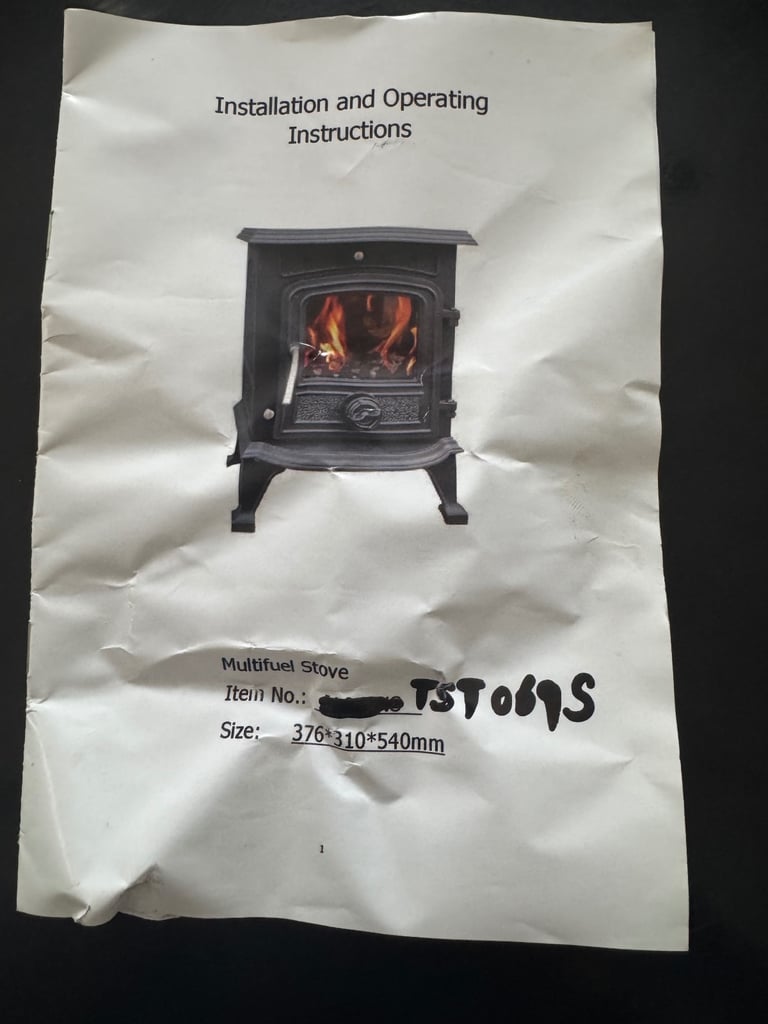 Installation and Operating
Instructions
Multifuel Stove
Item No.: TST069S
Size: 376*310*540mm
1